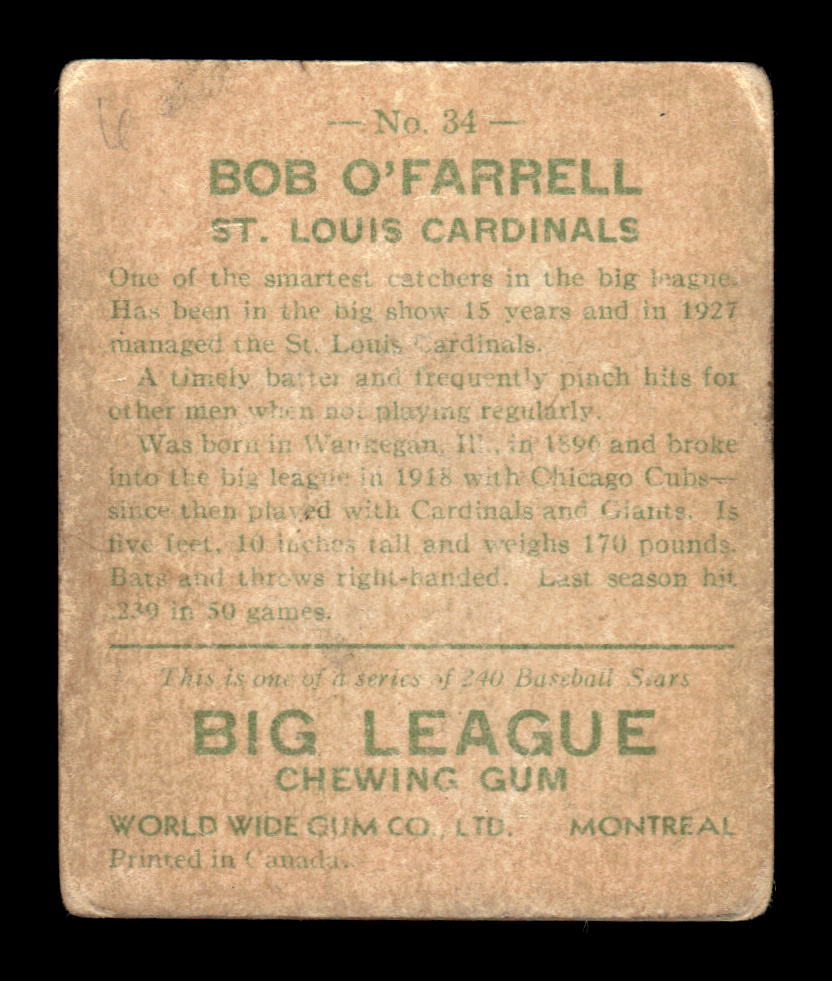 — No. 34 —
BOB O'FARRELL
ST. LOUIS CARDINALS
One of the smartest catchers in the big league.
Has been in the big show 15 years and in 1927
managed the St. Louis Cardinals.
A timely batter and frequently pinch hits for
other men when not playing regularly.
Was born in Waukegan, Ill., in 1896 and broke
into the big league in 1918 with Chicago Cubs—
since then played with Cardinals and Giants. Is
five feet, 10 inches tall and weighs 170 pounds.
Bats and throws right-handed. Last season hit
.239 in 50 games.
This is one of a series of 240 Baseball Stars
BIG LEAGUE
CHEWING GUM
WORLD WIDE GUM CO., LTD. MONTREAL
Printed in Canada.